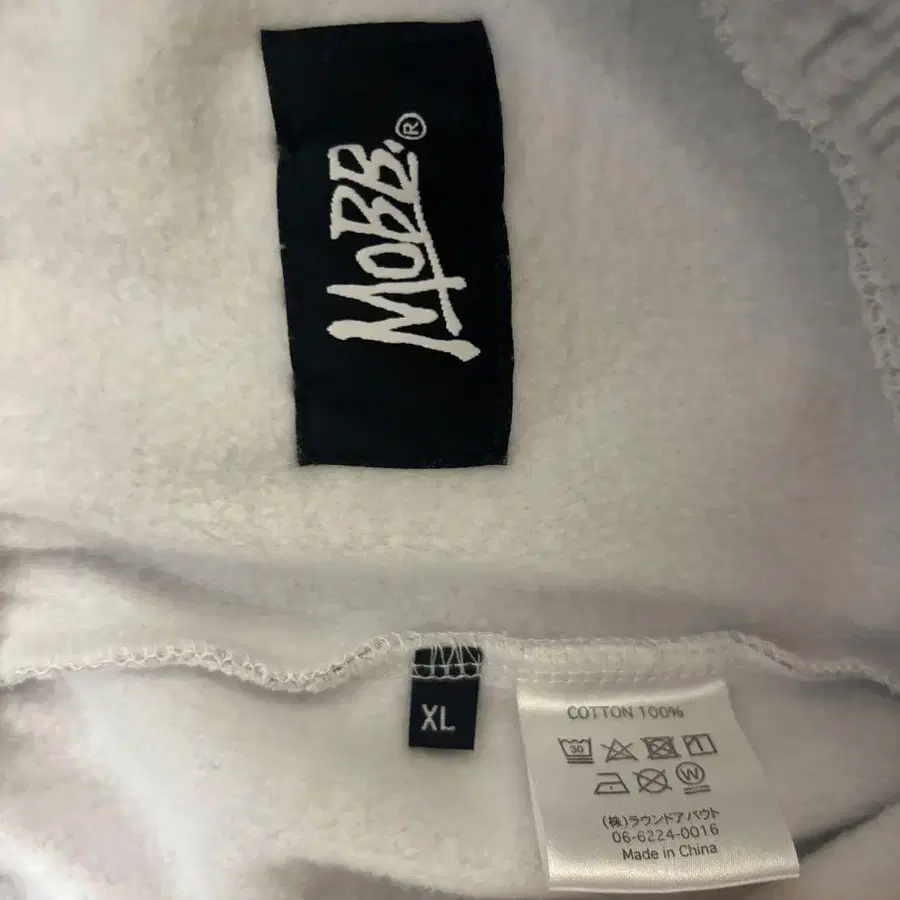 MOBB.®
XL
COTTON 100%
30
W
(株)ラウンドアバウト
06-6224-0016
Made in China